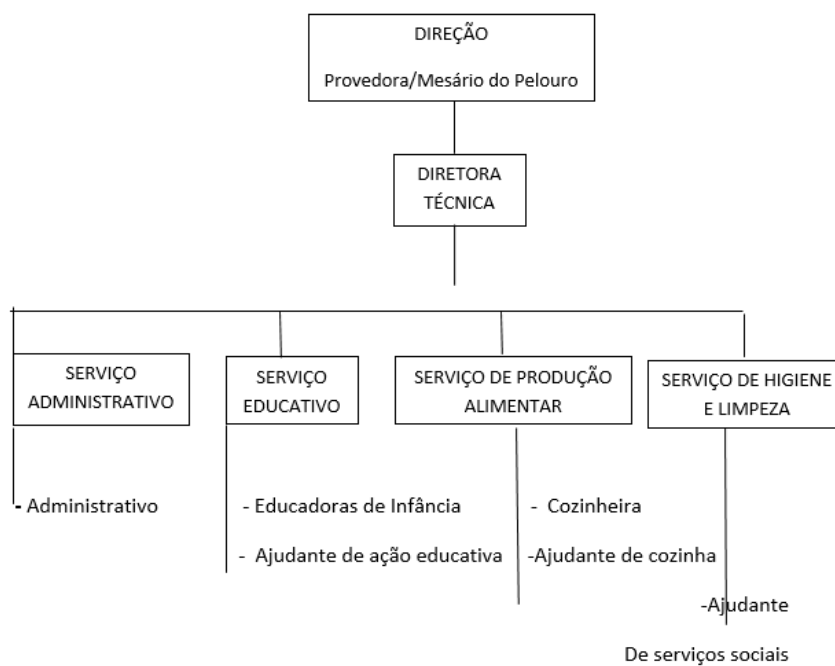 DIREÇÃO
Provedora/Mesário do Pelouro
DIRETORA
TÉCNICA
SERVIÇO
ADMINISTRATIVO
SERVIÇO
EDUCATIVO
SERVIÇO DE PRODUÇÃO
ALIMENTAR
SERVIÇO DE HIGIENE
E LIMPEZA
- Administrativo
- Educadoras de Infância
- Ajudante de ação educativa
- Cozinheira
-Ajudante de cozinha
-Ajudante
De serviços sociais